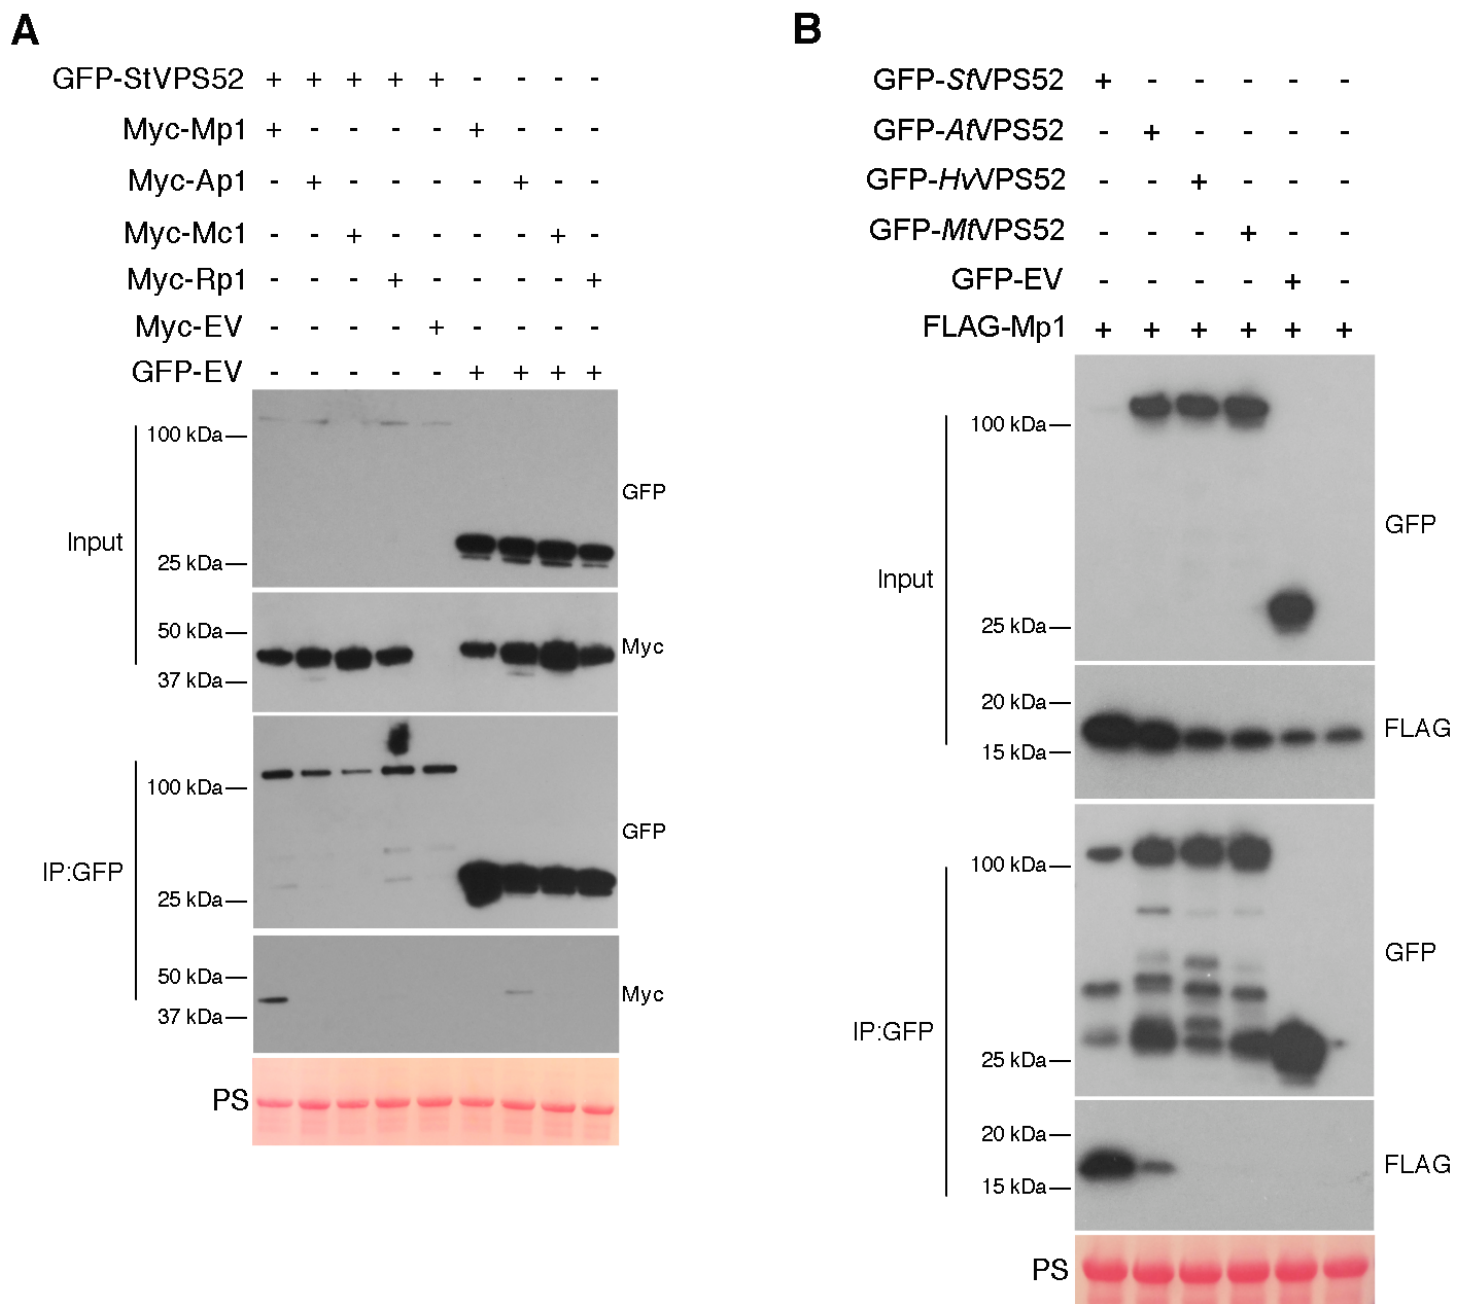 A
GFP-StVPS52 + + + + + - - - -
Myc-Mp1 + - - - - + - - -
Myc-Ap1 - + - - - - + - -
Myc-Mc1 - - + - - - - + -
Myc-Rp1 - - - + - - - - +
Myc-EV - - - - + - - - -
GFP-EV - - - - - + + + +
Input
100 kDa
25 kDa
GFP
50 kDa
37 kDa
Myc
IP:GFP
100 kDa
25 kDa
GFP
50 kDa
37 kDa
Myc
PS
B
GFP-StVPS52 + - - - - -
GFP-AtVPS52 - + - - - -
GFP-HvVPS52 - - + - - -
GFP-MtVPS52 - - - + - -
GFP-EV - - - - + -
FLAG-Mp1 + + + + + +
Input
100 kDa
25 kDa
GFP
20 kDa
15 kDa
FLAG
IP:GFP
100 kDa
25 kDa
GFP
20 kDa
15 kDa
FLAG
PS